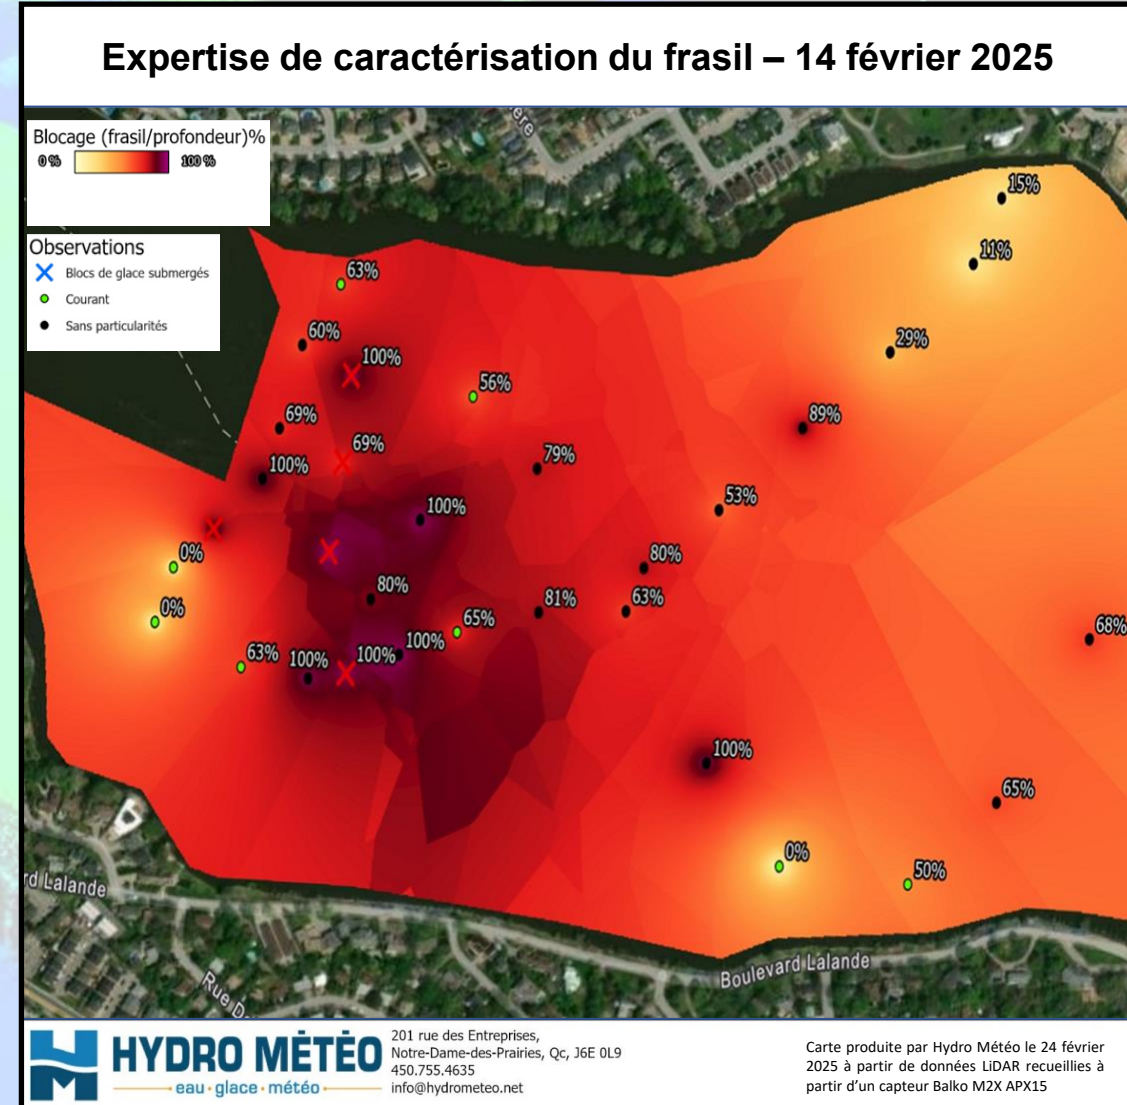 Expertise de caractérisation du frasil – 14 février 2025
Blocage (frasil/profondeur)%
0 % 100 %
Observations
Blocs de glace submergés
Courant
Sans particularités
ère
15%
11%
63%
60%
29%
100%
56%
69%
89%
69%
79%
100%
53%
100%
0%
80%
80%
0%
81%
63%
65%
68%
63%
100%
100%
100%
100%
65%
0%
50%
rd Lalande
Boulevard Lalande
Rue D
HYDRO MÉTÉO
eau · glace · météo
201 rue des Entreprises,
Notre-Dame-des-Prairies, Qc, J6E 0L9
450.755.4635
info@hydrometeo.net
Carte produite par Hydro Météo le 24 février
2025 à partir de données LiDAR recueillies à
partir d’un capteur Balko M2X APX15